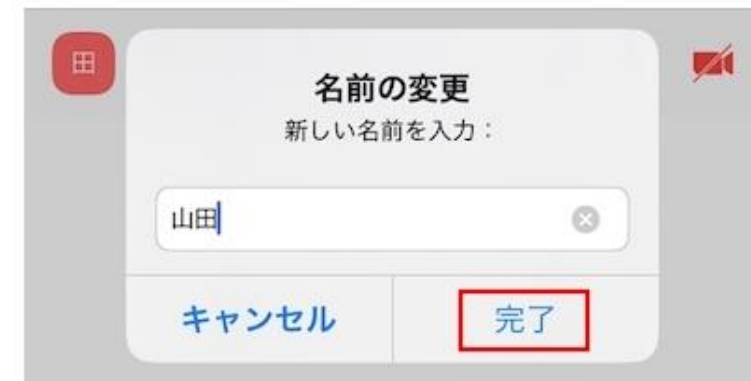 田
名前の変更
新しい名前を入力：
山田
キャンセル
完了